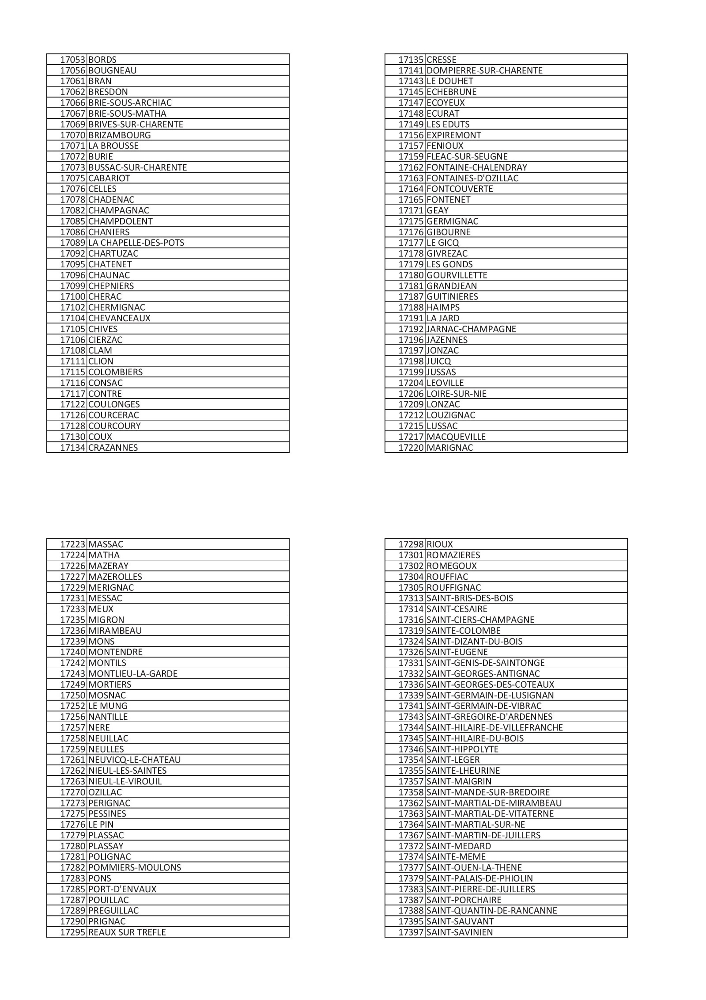 17053 BORDS
17056 BOUGNEAU
17061 BRAN
17062 BRESDON
17066 BRIE-SOUS-ARCHIAC
17067 BRIE-SOUS-MATHA
17069 BRIVES-SUR-CHARENTE
17070 BRIZAMBOURG
17071 LA BROUSSE
17072 BURIE
17073 BUSSAC-SUR-CHARENTE
17075 CABARIOT
17076 CELLES
17078 CHADENAC
17082 CHAMPAGNAC
17085 CHAMPDOLENT
17086 CHANIERS
17089 LA CHAPELLE-DES-POTS
17092 CHARTUZAC
17095 CHATENET
17096 CHAUNAC
17099 CHEPNIERS
17100 CHERAC
17102 CHERMIGNAC
17104 CHEVANCEAUX
17105 CHIVES
17106 CIERZAC
17108 CLAM
17111 CLION
17115 COLOMBIERS
17116 CONSAC
17117 CONTRE
17122 COULONGES
17126 COURCERAC
17128 COURCOURY
17130 COUX
17134 CRAZANNES
17135 CRESSE
17141 DOMPIERRE-SUR-CHARENTE
17143 LE DOUHET
17145 ECHEBRUNE
17147 ECOYEUX
17148 ECURAT
17149 LES EDUTS
17156 EXPIREMONT
17157 FENIOUX
17159 FLEAC-SUR-SEUGNE
17162 FONTAINE-CHALENDRAY
17163 FONTAINES-D'OZILLAC
17164 FONTCOUVERTE
17165 FONTENET
17171 GEAY
17175 GERMIGNAC
17176 GIBOURNE
17177 LE GICQ
17178 GIVREZAC
17179 LES GONDS
17180 GOURVILLETTE
17181 GRANDJEAN
17187 GUITINIERES
17188 HAIMPS
17191 LA JARD
17192 JARNAC-CHAMPAGNE
17196 JAZENNES
17197 JONZAC
17198 JUICQ
17199 JUSSAS
17204 LEOVILLE
17206 LOIRE-SUR-NIE
17209 LONZAC
17212 LOUZIGNAC
17215 LUSSAC
17217 MACQUEVILLE
17220 MARIGNAC
17223 MASSAC
17224 MATHA
17226 MAZERAY
17227 MAZEROLLES
17229 MERIGNAC
17231 MESSAC
17233 MEUX
17235 MIGRON
17236 MIRAMBEAU
17239 MONS
17240 MONTENDRE
17242 MONTILS
17243 MONTLIEU-LA-GARDE
17249 MORTIERS
17250 MOSNAC
17252 LE MUNG
17256 NANTILLE
17257 NERE
17258 NEUILLAC
17259 NEULLES
17261 NEUVICQ-LE-CHATEAU
17262 NIEUL-LES-SAINTES
17263 NIEUL-LE-VIROUIL
17270 OZILLAC
17273 PERIGNAC
17275 PESSINES
17276 LE PIN
17279 PLASSAC
17280 PLASSAY
17281 POLIGNAC
17282 POMMIERS-MOULONS
17283 PONS
17285 PORT-D'ENVAUX
17287 POUILLAC
17289 PREGUILLAC
17290 PRIGNAC
17295 REAUX SUR TREFLE
17298 RIOUX
17301 ROMAZIERES
17302 ROMEGOUX
17304 ROUFFIAC
17305 ROUFFIGNAC
17313 SAINT-BRIS-DES-BOIS
17314 SAINT-CESAIRE
17316 SAINT-CIERS-CHAMPAGNE
17319 SAINTE-COLOMBE
17324 SAINT-DIZANT-DU-BOIS
17326 SAINT-EUGENE
17331 SAINT-GENIS-DE-SAINTONGE
17332 SAINT-GEORGES-ANTIGNAC
17336 SAINT-GEORGES-DES-COTEAUX
17339 SAINT-GERMAIN-DE-LUSIGNAN
17341 SAINT-GERMAIN-DE-VIBRAC
17343 SAINT-GREGOIRE-D'ARDENNES
17344 SAINT-HILAIRE-DE-VILLEFRANCHE
17345 SAINT-HILAIRE-DU-BOIS
17346 SAINT-HIPPOLYTE
17354 SAINT-LEGER
17355 SAINTE-LHEURINE
17357 SAINT-MAIGRIN
17358 SAINT-MANDE-SUR-BREDOIRE
17362 SAINT-MARTIAL-DE-MIRAMBEAU
17363 SAINT-MARTIAL-DE-VITATERNE
17364 SAINT-MARTIAL-SUR-NE
17367 SAINT-MARTIN-DE-JUILLERS
17372 SAINT-MEDARD
17374 SAINTE-MEME
17377 SAINT-OUEN-LA-THENE
17379 SAINT-PALAIS-DE-PHIOLIN
17383 SAINT-PIERRE-DE-JUILLERS
17387 SAINT-PORCHAIRE
17388 SAINT-QUANTIN-DE-RANCANNE
17395 SAINT-SAUVANT
17397 SAINT-SAVINIEN